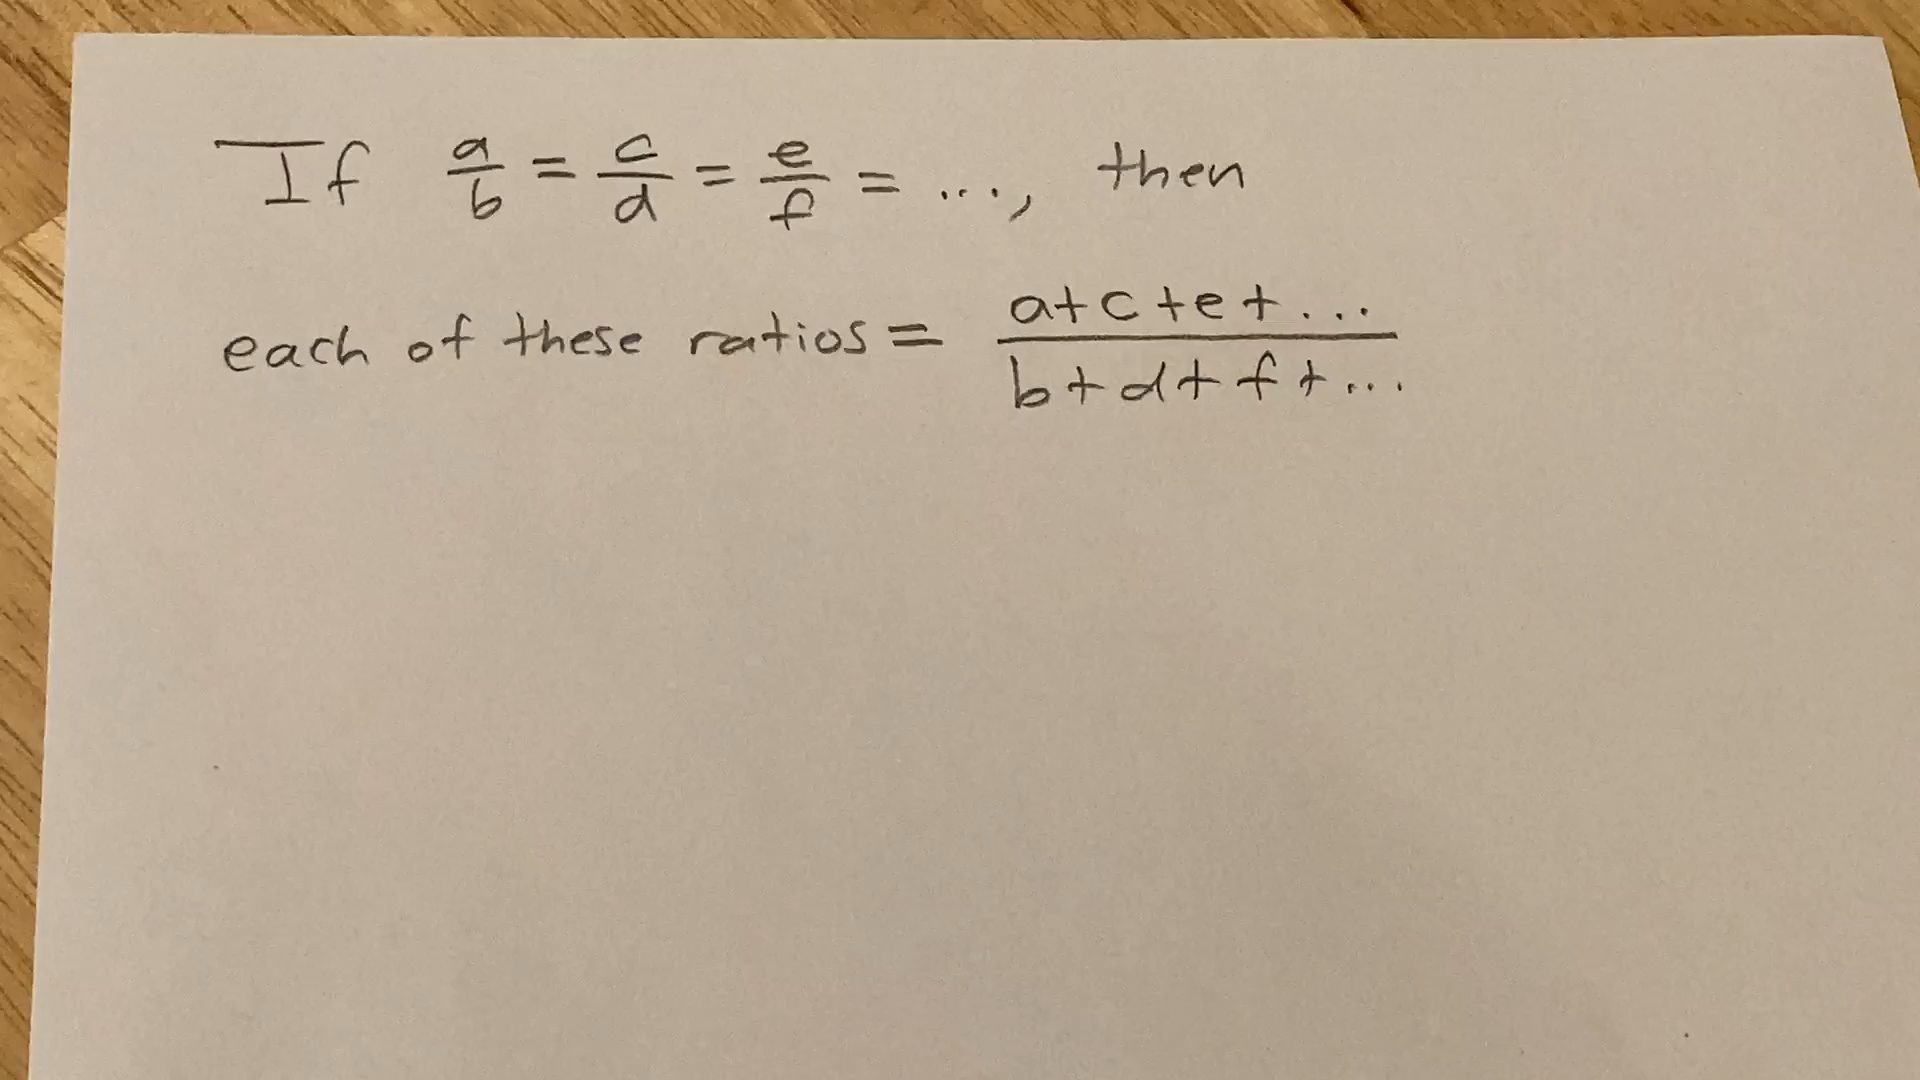 If a/b = c/d = e/f = ..., then
each of these ratios = (a+c+e+...)/(b+d+f+...)